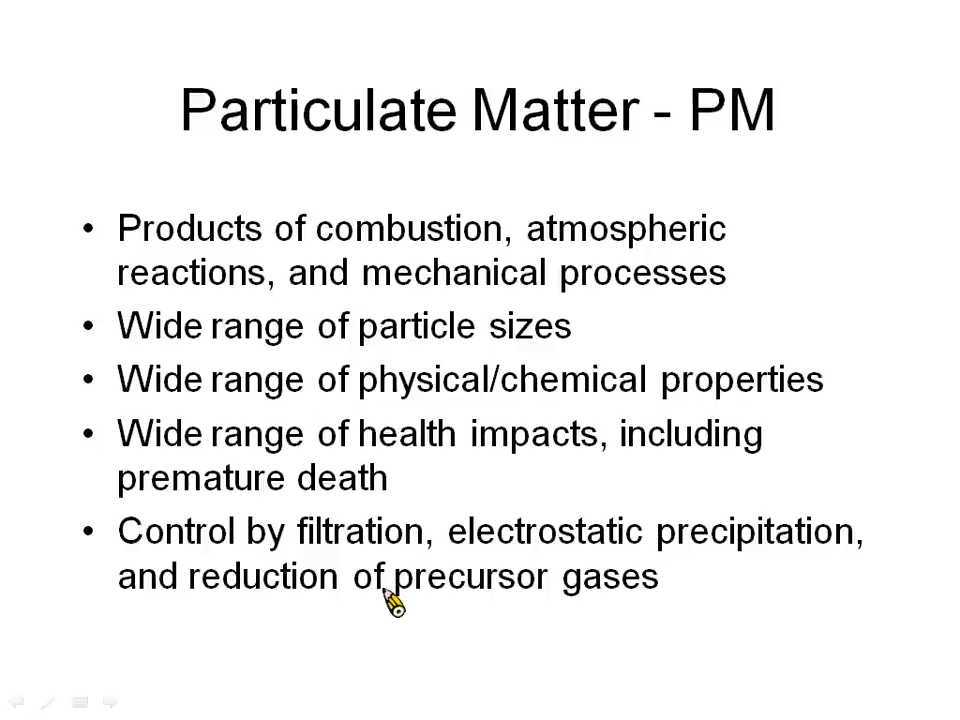 Particulate Matter - PM
• Products of combustion, atmospheric
reactions, and mechanical processes
• Wide range of particle sizes
• Wide range of physical/chemical properties
• Wide range of health impacts, including
premature death
• Control by filtration, electrostatic precipitation,
and reduction of precursor gases